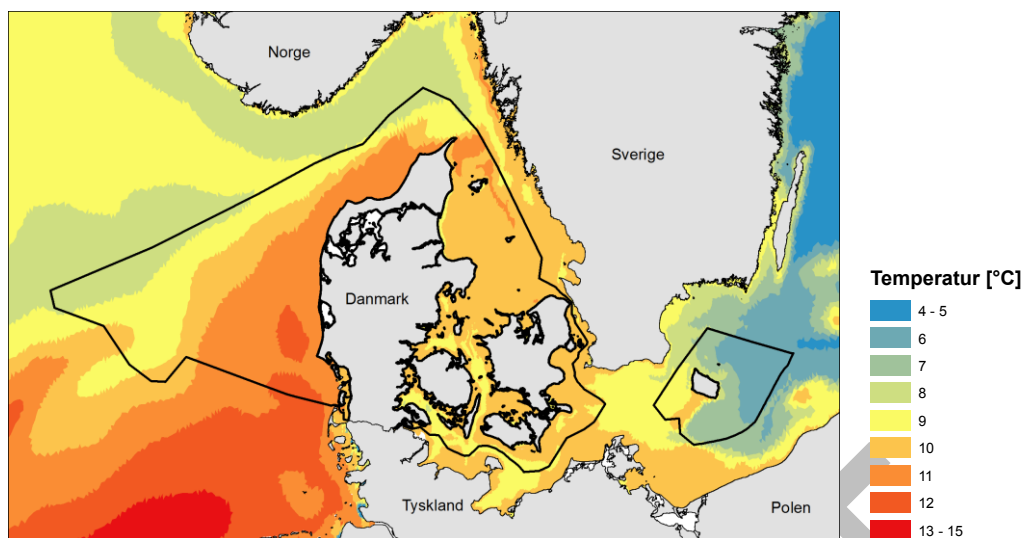 Norge
Sverige
Danmark
Tyskland
Polen
Temperatur [°C]
4 - 5
6
7
8
9
10
11
12
13 - 15